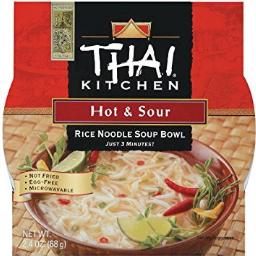 THAI
KITCHEN
Hot & Sour
RICE NOODLE SOUP BOWL
JUST 3 MINUTES!
• NOT FRIED
• EGG-FREE
• MICROWAVABLE
NET WT.
2.4 OZ (68g)